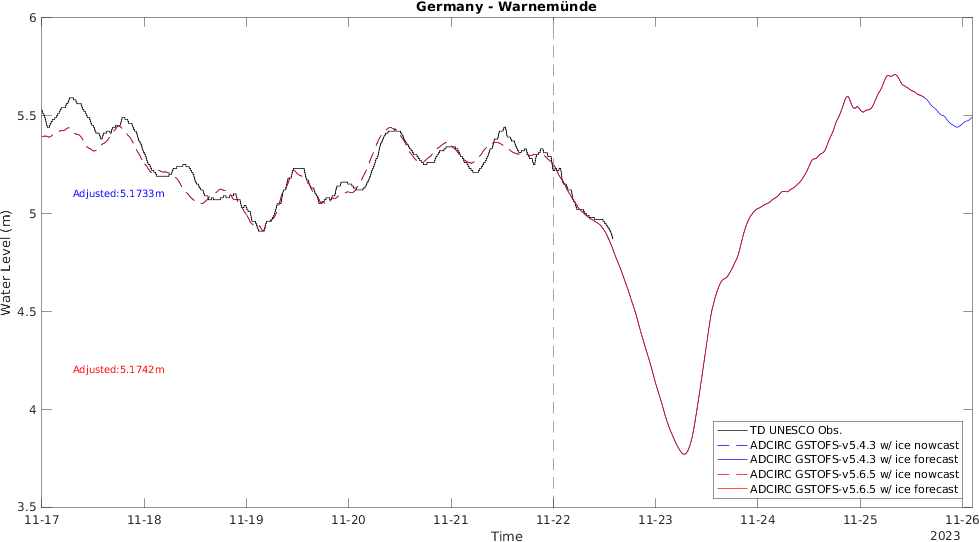 Germany - Warnemünde
6
5.5
5
4.5
4
3.5
Water Level (m)
Adjusted:5.1733m
Adjusted:5.1742m
TD UNESCO Obs.
ADCIRC GSTOFS-v5.4.3 w/ ice nowcast
ADCIRC GSTOFS-v5.4.3 w/ ice forecast
ADCIRC GSTOFS-v5.6.5 w/ ice nowcast
ADCIRC GSTOFS-v5.6.5 w/ ice forecast
11-17 11-18 11-19 11-20 11-21 11-22 11-23 11-24 11-25 11-26
Time
2023